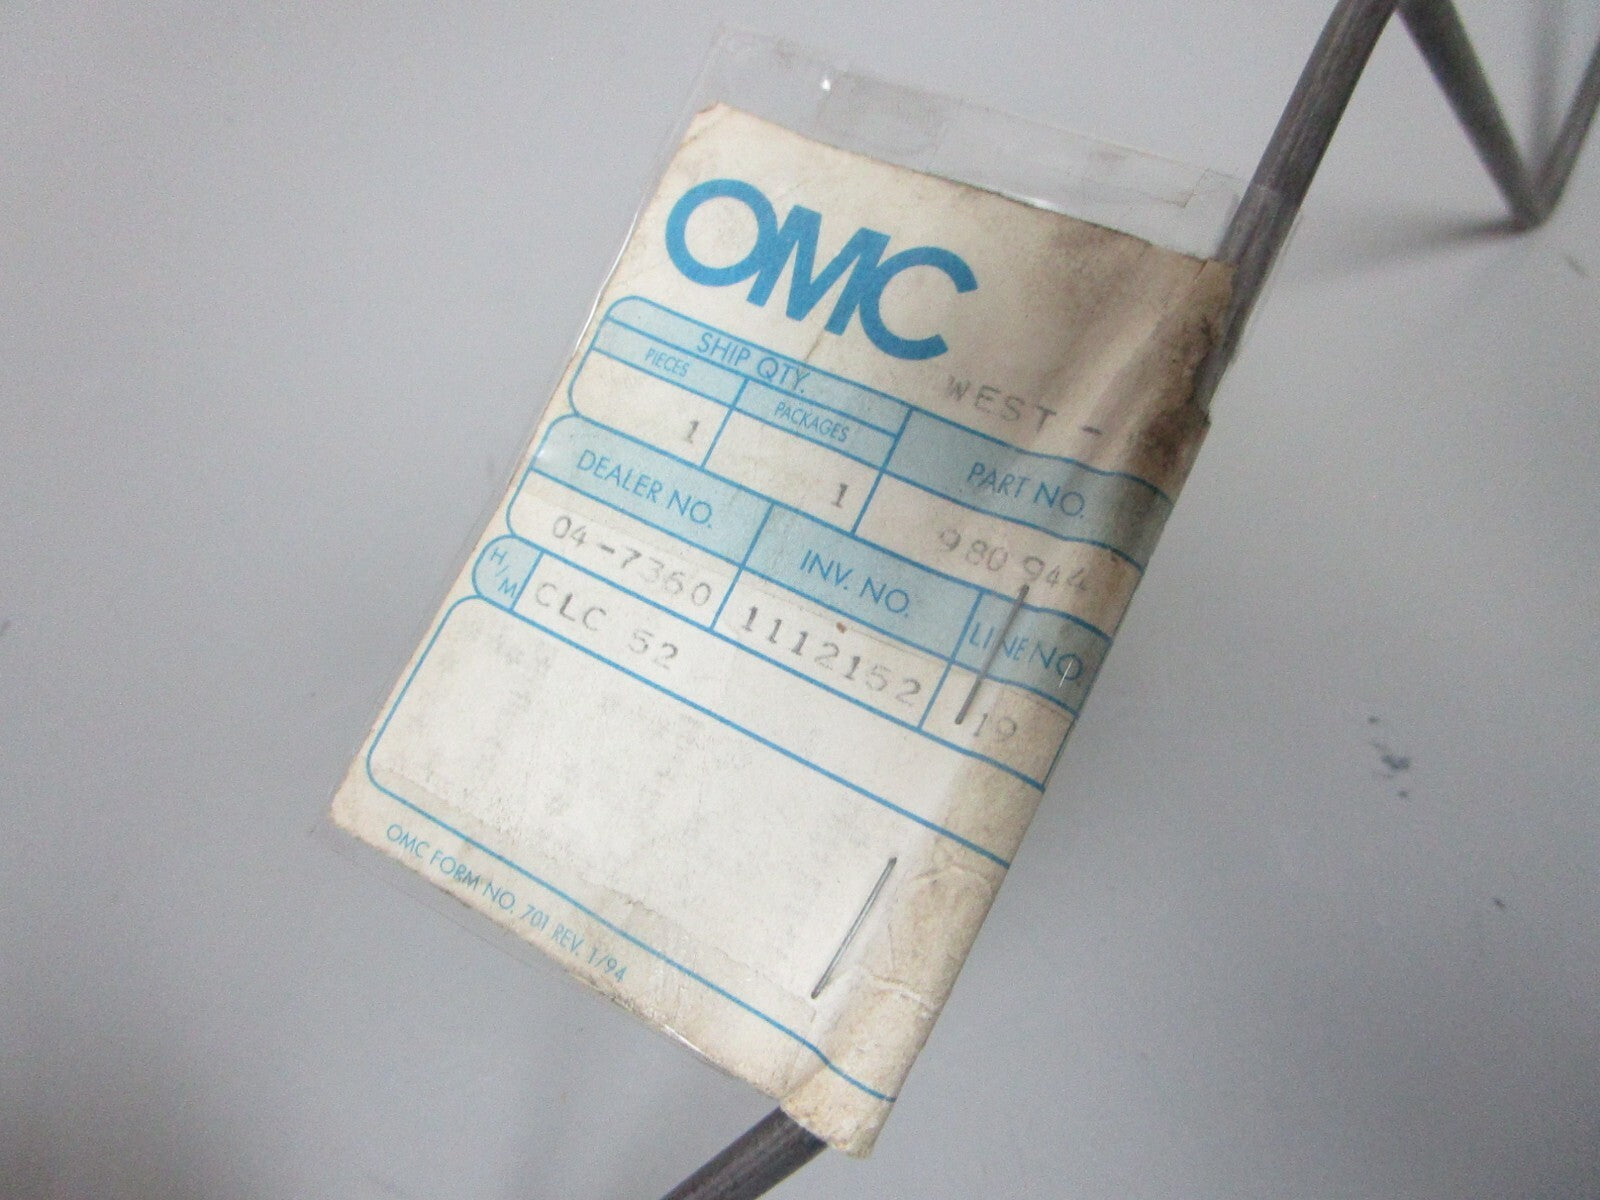 OMC
WEST -
SHIP QTY.
PIECES PACKAGES PART NO.
1 1 980944
DEALER NO. INV. NO. LINE NO.
04-7360 1112152 19
H/M CLC 52
OMC FORM NO. 701 REV. 1/94